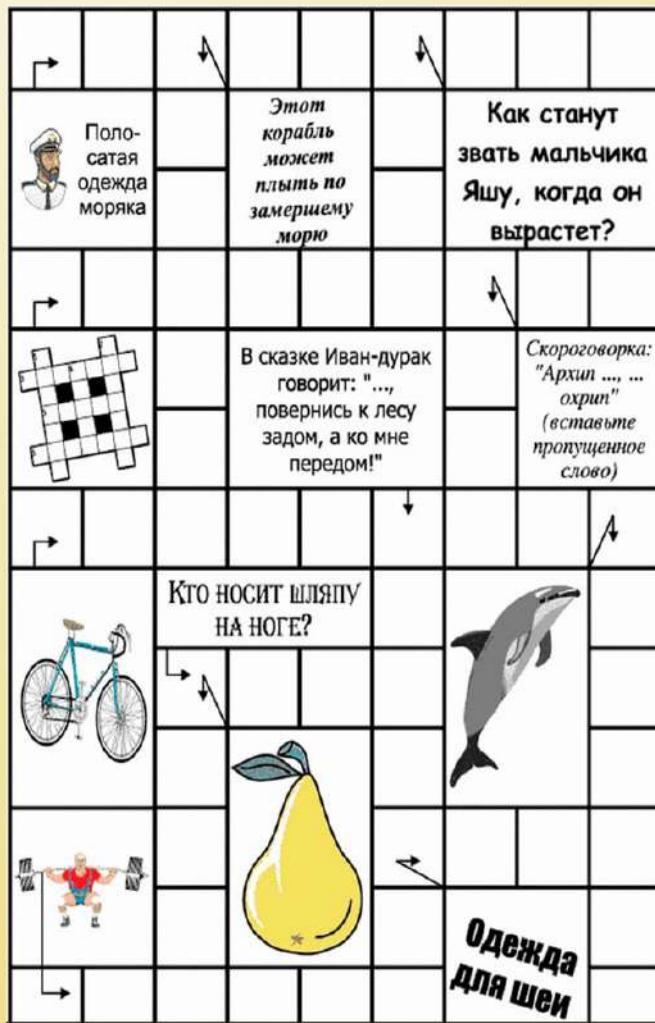 Поло-
сатая
одежда
моряка
Этот
корабль
может
плыть по
замершему
морю
Как станут
звать мальчика
Яшу, когда он
вырастет?
В сказке Иван-дурак
говорит: "...,
повернись к лесу
задом, а ко мне
передом!"
Скороговорка:
"Архип ..., ...
охрип"
(вставьте
пропущенное
слово)
КТО НОСИТ ШЛЯПУ
НА НОГЕ?
Одежда
для шеи